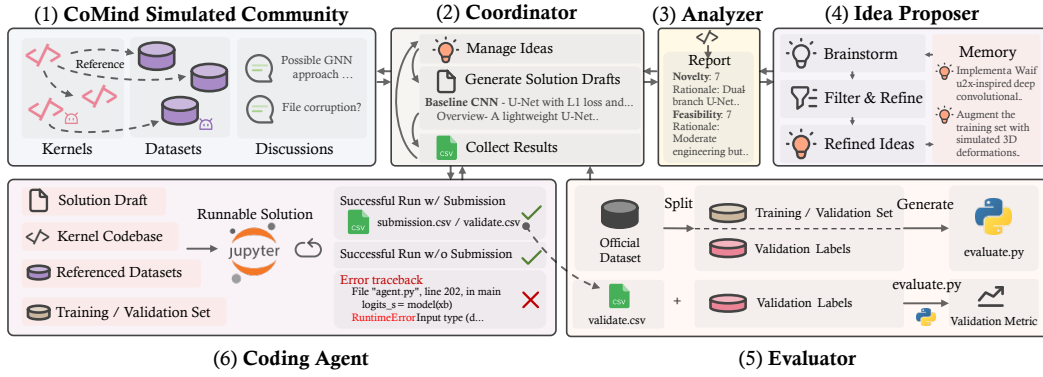 (1) CoMind Simulated Community
Reference
Kernels
Datasets
Possible GNN
approach ...
File corruption?
Discussions
(2) Coordinator
Manage Ideas
Generate Solution Drafts
Baseline CNN - U-Net with L1 loss and...
Overview- A lightweight U-Net..
CSV
Collect Results
(3) Analyzer
Report
Novelty: 7
Rationale: Dual-
branch U-Net..
Feasibility: 7
Rationale:
Moderate
engineering but..
(4) Idea Proposer
Brainstorm
Filter & Refine
Refined Ideas
Memory
Implement a Waif
u2x-inspired deep
convolutional..
Augment the
training set with
simulated 3D
deformations.
Solution Draft
Kernel Codebase
Referenced Datasets
Training / Validation Set
Runnable Solution
jupyter
Successful Run w/ Submission
CSV
submission.csv / validate.csv
Successful Run w/o Submission
Error traceback
File "agent.py", line 202, in main
logits_s = model(xb)
RuntimeError Input type (d...
(6) Coding Agent
Official
Dataset
Split
Training / Validation Set
Validation Labels
Generate
evaluate.py
CSV
validate.csv
+
Validation Labels
evaluate.py
Validation Metric
(5) Evaluator